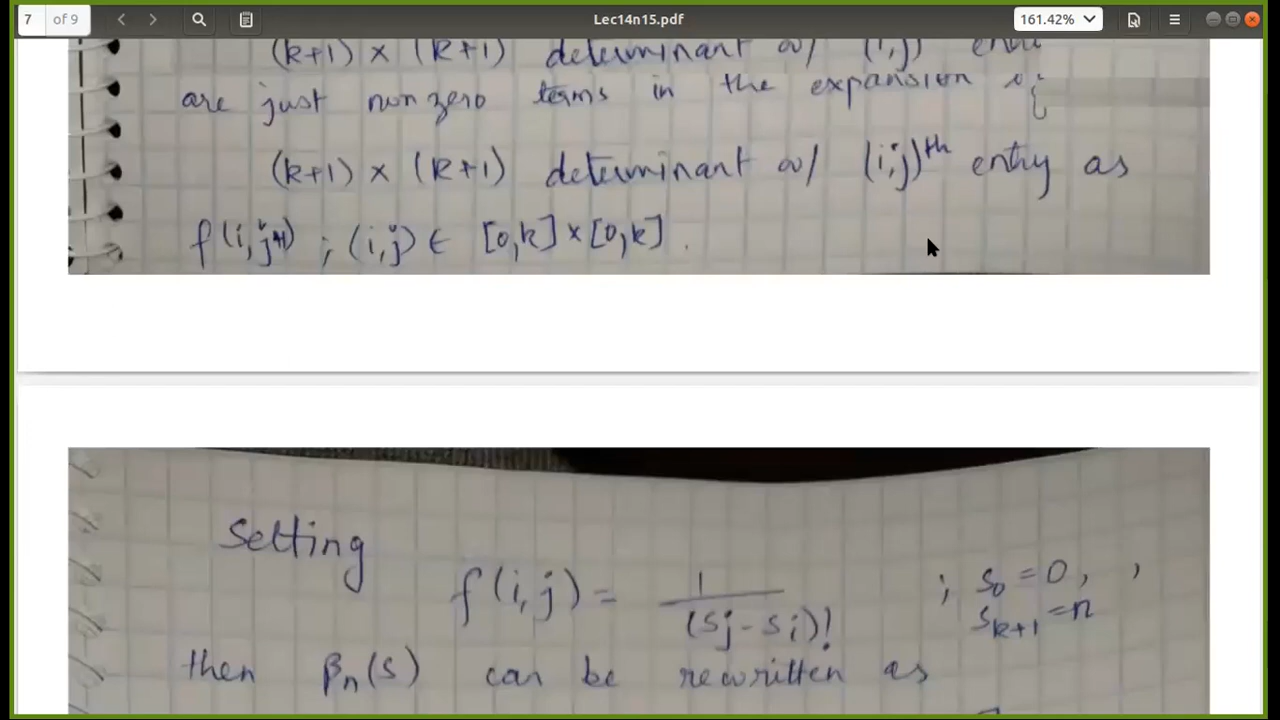 7 of 9 Lec14n15.pdf 161.42%
(k+1) × (k+1) determinant w/ (i,j)
are just nonzero terms in the expansion
(k+1) × (k+1) determinant w/ (i,j)th entry as
f(i,j+1) ; (i,j) ∈ [0,k] × [0,k] .
Setting
f(i,j) = 1/(sj - si)! ; s0 = 0, ,
sk+1 = n
then βn(s) can be rewritten as